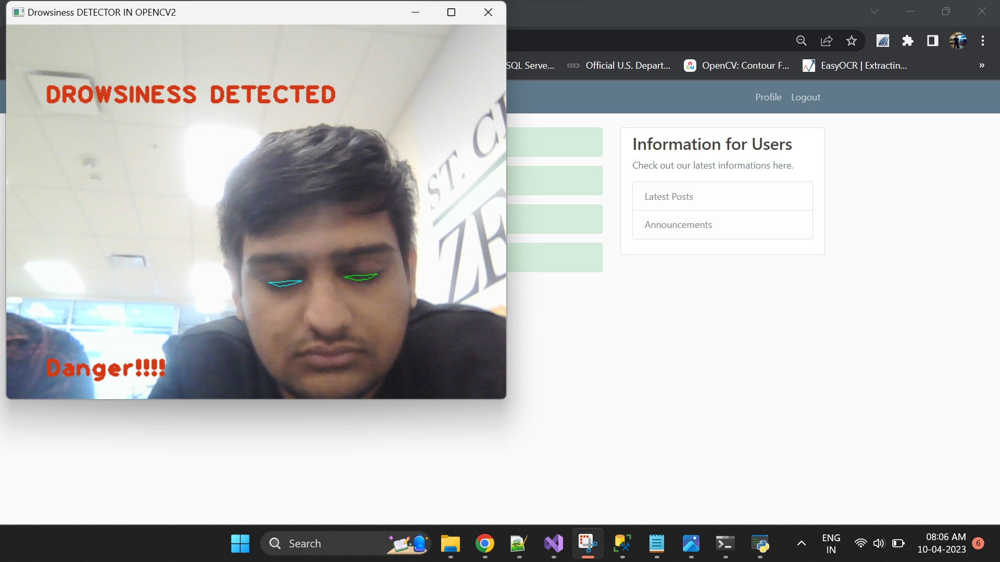 Drowsiness DETECTOR IN OPENCV2
SQL Serve...
GD
Official U.S. Depart...
OpenCV: Contour F...
EasyOCR | Extractin...
»
Profile
Logout
DROWSINESS DETECTED
ST. C
ZE
Danger!!!!
Information for Users
Check out our latest informations here.
Latest Posts
Announcements
Search
ENG
IN
08:06 AM
10-04-2023
6